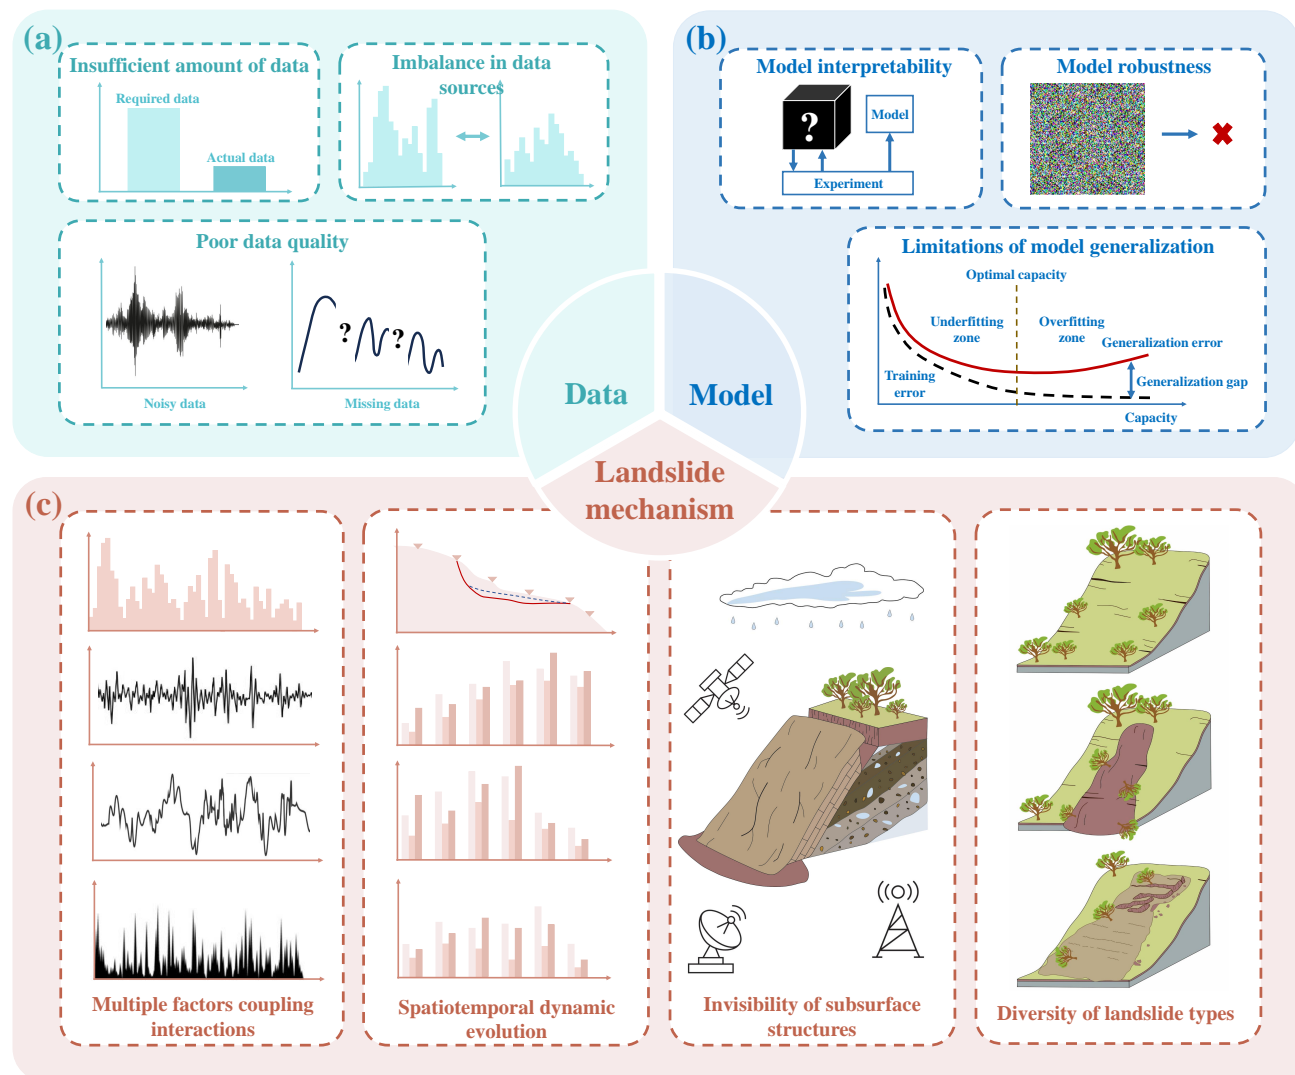 (a)
Insufficient amount of data
Required data
Actual data
Imbalance in data
sources
Poor data quality
?
?
Noisy data
Missing data
(b)
Model interpretability
?
Model
Experiment
Model robustness
Limitations of model generalization
Optimal capacity
Underfitting
zone
Overfitting
zone
Generalization error
Training
error
Generalization gap
Capacity
Data
Model
Landslide
mechanism
(c)
Multiple factors coupling
interactions
Spatiotemporal dynamic
evolution
Invisibility of subsurface
structures
Diversity of landslide types